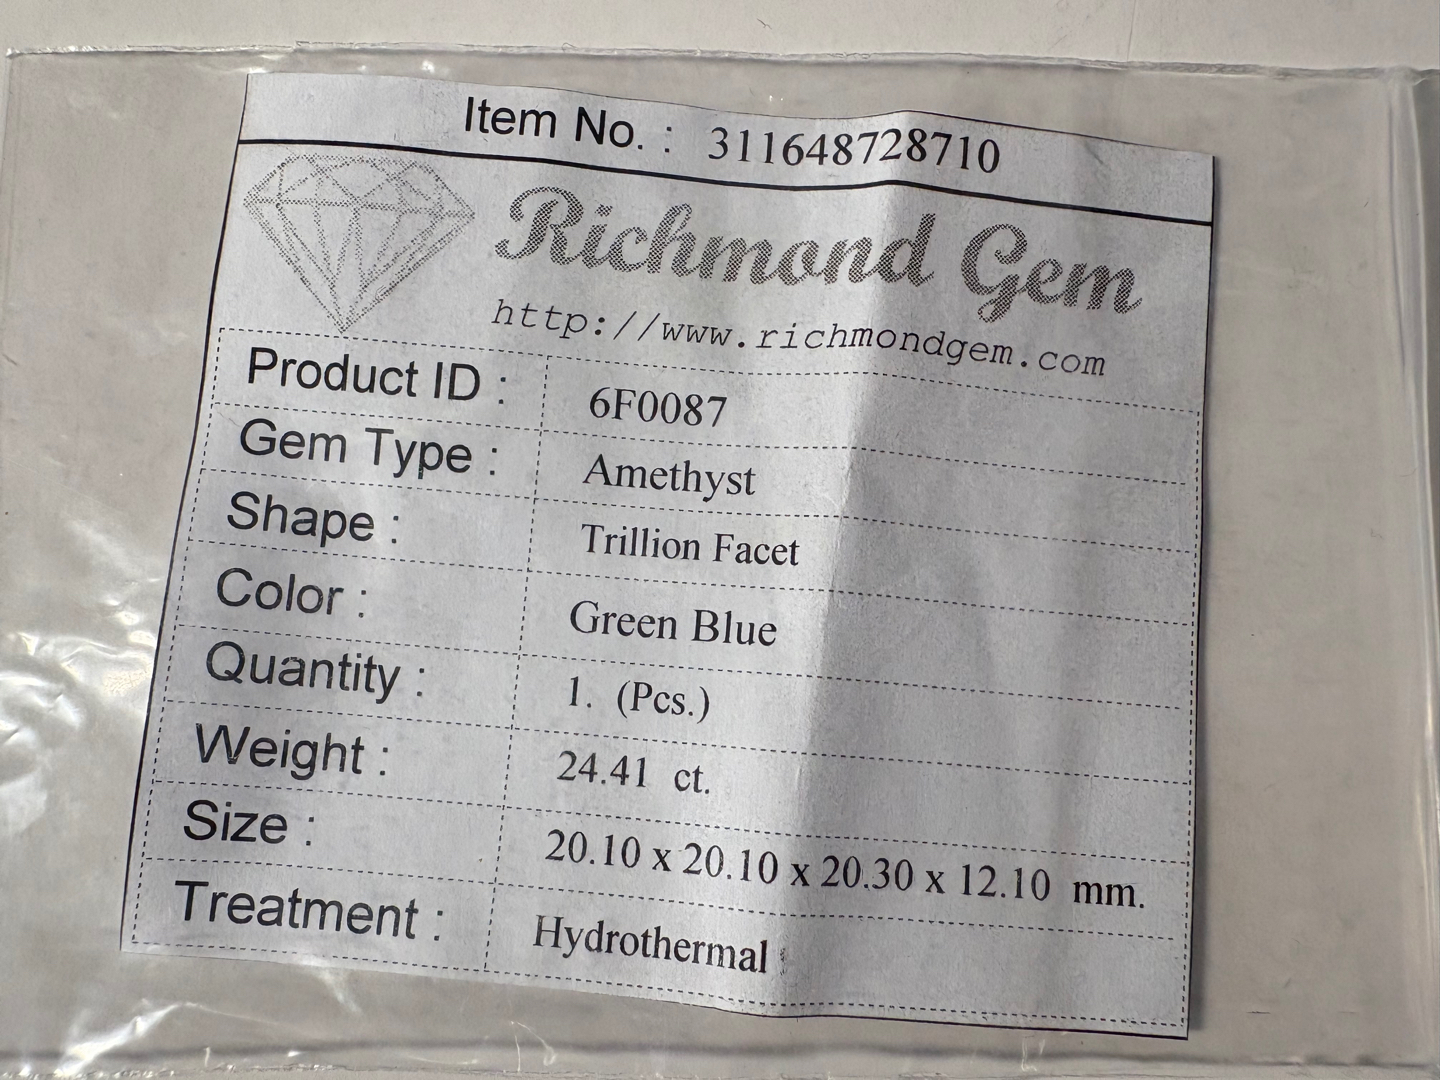 Item No. : 311648728710
Richmond Gem
http://www.richmondgem.com
Product ID : 6F0087
Gem Type : Amethyst
Shape : Trillion Facet
Color : Green Blue
Quantity : 1. (Pcs.)
Weight : 24.41 ct.
Size : 20.10 x 20.10 x 20.30 x 12.10 mm.
Treatment : Hydrothermal